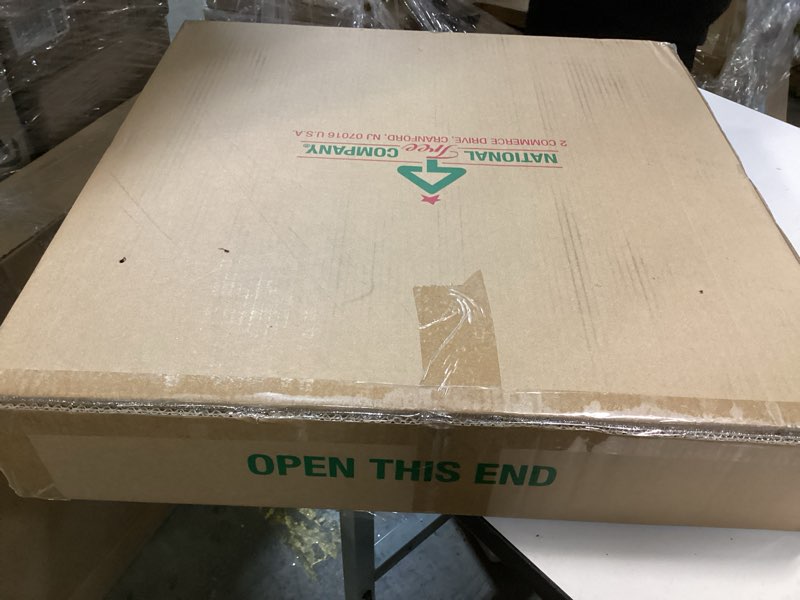 NATIONAL Tree COMPANY®
2 COMMERCE DRIVE, CRANFORD, NJ 07016 U.S.A.
OPEN THIS END